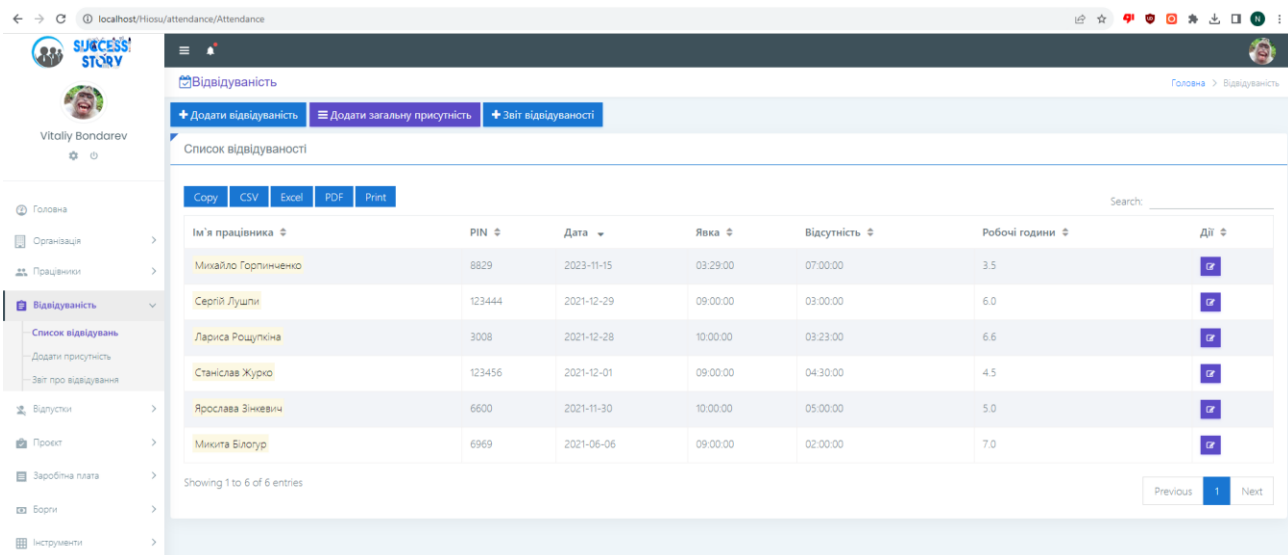 localhost/Hiosu/attendance/Attendance
N
SUCCESS
STORY
Vitaliy Bondarev
Головна
Організація
Працівники
Відвідуваність
Список відвідувань
Додати присутність
Звіт про відвідування
Відпустки
Проєкт
Заробітна плата
Борги
Інструменти
Відвідуваність
Головна > Відвідуваність
Додати відвідуваність Додати загальну присутність Звіт відвідуваності
Список відвідуваності
Copy CSV Excel PDF Print
Search:
Ім`я працівника PIN Дата Явка Відсутність Робочі години Дії
Михайло Горпинченко 8829 2023-11-15 03:29:00 07:00:00 3.5
Сергій Лушпи 123444 2021-12-29 09:00:00 03:00:00 6.0
Лариса Рощупкіна 3008 2021-12-28 10:00:00 03:23:00 6.6
Станіслав Журко 123456 2021-12-01 09:00:00 04:30:00 4.5
Ярослава Зінкевич 6600 2021-11-30 10:00:00 05:00:00 5.0
Микита Білогур 6969 2021-06-06 09:00:00 02:00:00 7.0
Showing 1 to 6 of 6 entries
Previous 1 Next